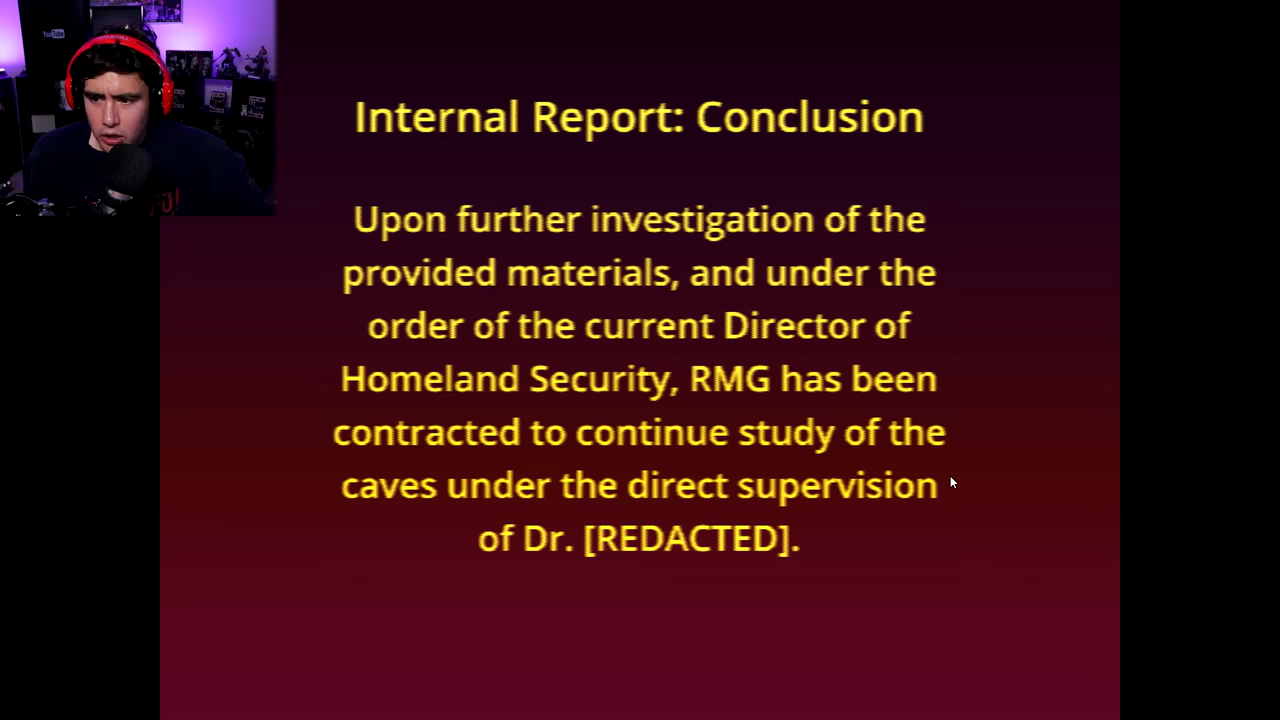 YouTube
Internal Report: Conclusion
Upon further investigation of the
provided materials, and under the
order of the current Director of
Homeland Security, RMG has been
contracted to continue study of the
caves under the direct supervision
of Dr. [REDACTED].